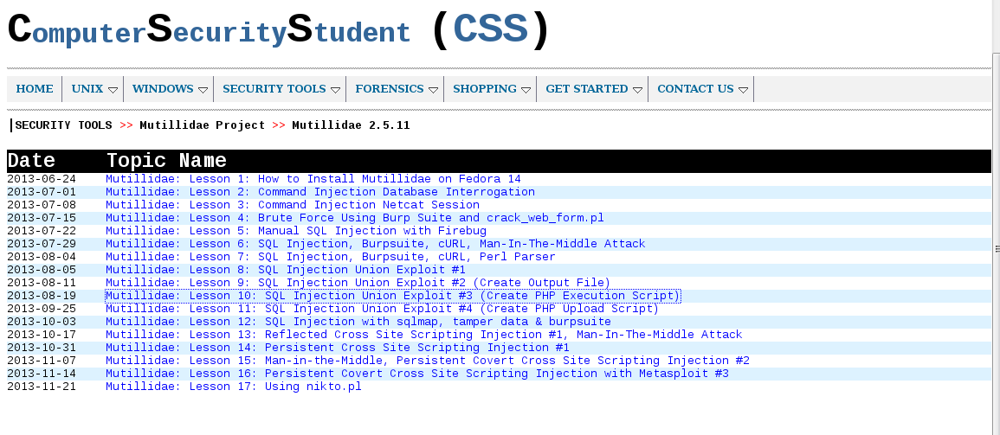 ComputerSecurityStudent (CSS)
HOME UNIX WINDOWS SECURITY TOOLS FORENSICS SHOPPING GET STARTED CONTACT US
|SECURITY TOOLS >> Mutillidae Project >> Mutillidae 2.5.11
Date Topic Name
2013-06-24 Mutillidae: Lesson 1: How to Install Mutillidae on Fedora 14
2013-07-01 Mutillidae: Lesson 2: Command Injection Database Interrogation
2013-07-08 Mutillidae: Lesson 3: Command Injection Netcat Session
2013-07-15 Mutillidae: Lesson 4: Brute Force Using Burp Suite and crack_web_form.pl
2013-07-22 Mutillidae: Lesson 5: Manual SQL Injection with Firebug
2013-07-29 Mutillidae: Lesson 6: SQL Injection, Burpsuite, cURL, Man-In-The-Middle Attack
2013-08-04 Mutillidae: Lesson 7: SQL Injection, Burpsuite, cURL, Perl Parser
2013-08-05 Mutillidae: Lesson 8: SQL Injection Union Exploit #1
2013-08-11 Mutillidae: Lesson 9: SQL Injection Union Exploit #2 (Create Output File)
2013-08-19 Mutillidae: Lesson 10: SQL Injection Union Exploit #3 (Create PHP Execution Script)
2013-09-25 Mutillidae: Lesson 11: SQL Injection Union Exploit #4 (Create PHP Upload Script)
2013-10-03 Mutillidae: Lesson 12: SQL Injection with sqlmap, tamper data & burpsuite
2013-10-17 Mutillidae: Lesson 13: Reflected Cross Site Scripting Injection #1, Man-In-The-Middle Attack
2013-10-31 Mutillidae: Lesson 14: Persistent Cross Site Scripting Injection #1
2013-11-07 Mutillidae: Lesson 15: Man-in-the-Middle, Persistent Covert Cross Site Scripting Injection #2
2013-11-14 Mutillidae: Lesson 16: Persistent Covert Cross Site Scripting Injection with Metasploit #3
2013-11-21 Mutillidae: Lesson 17: Using nikto.pl